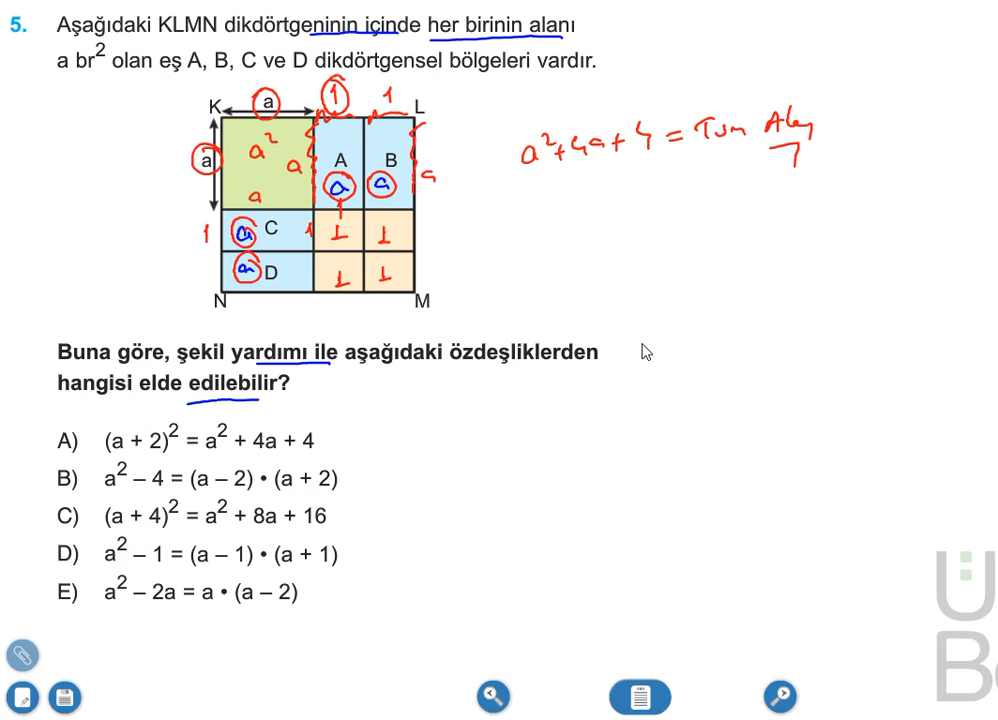 5. Aşağıdaki KLMN dikdörtgeninin içinde her birinin alanı
a br² olan eş A, B, C ve D dikdörtgensel bölgeleri vardır.
K a 1 1 L
a a² a A B a
a a a
1 a C 1 1 1
a D 1 1
N M
a²+4a+4 = Tüm Alan
Buna göre, şekil yardımı ile aşağıdaki özdeşliklerden
hangisi elde edilebilir?
A) (a + 2)² = a² + 4a + 4
B) a² – 4 = (a – 2) • (a + 2)
C) (a + 4)² = a² + 8a + 16
D) a² – 1 = (a – 1) • (a + 1)
E) a² – 2a = a • (a – 2)